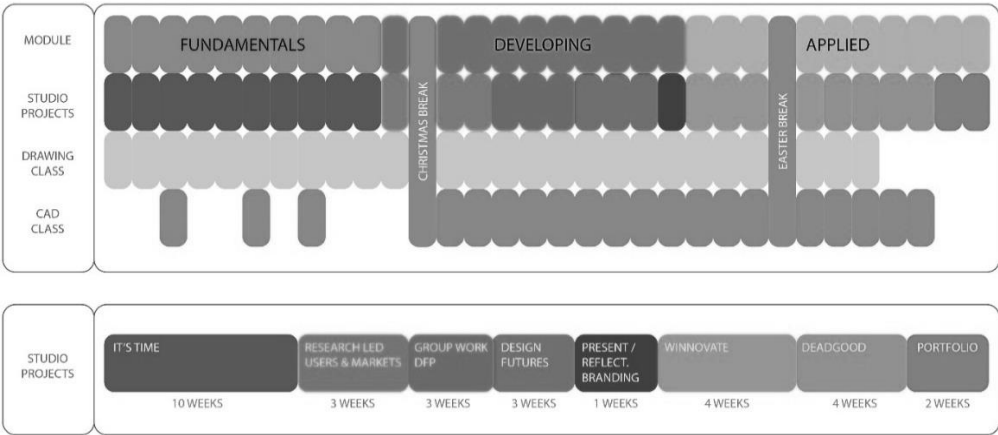 MODULE
FUNDAMENTALS
DEVELOPING
APPLIED
STUDIO
PROJECTS
DRAWING
CLASS
CAD
CLASS
CHRISTMAS BREAK
EASTER BREAK
STUDIO
PROJECTS
IT'S TIME
10 WEEKS
RESEARCH LED
USERS & MARKETS
3 WEEKS
GROUP WORK
DFP
3 WEEKS
DESIGN
FUTURES
3 WEEKS
PRESENT /
REFLECT.
BRANDING
1 WEEKS
WINNOVATE
4 WEEKS
DEADGOOD
4 WEEKS
PORTFOLIO
2 WEEKS